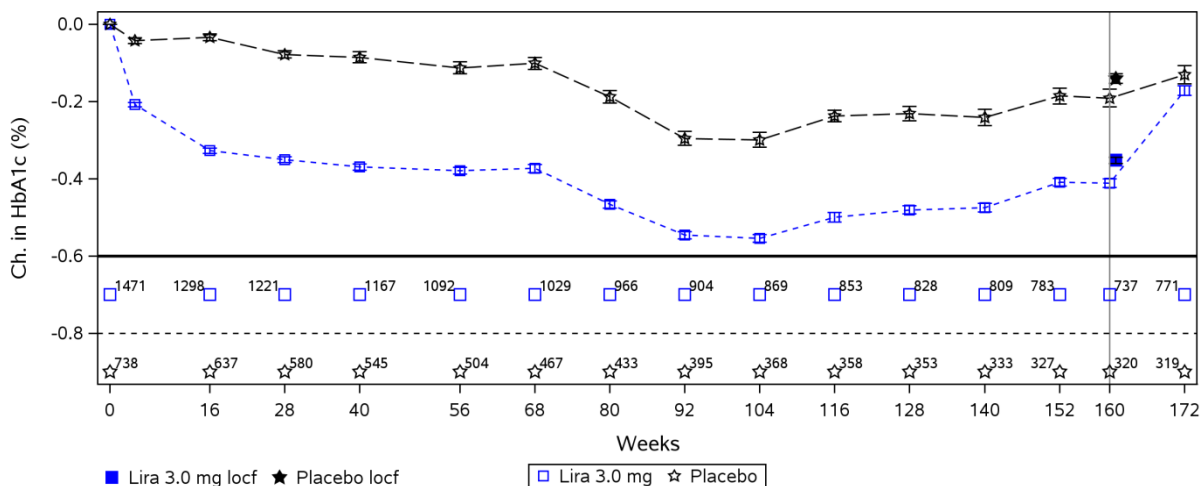 0.0
-0.2
-0.4
-0.6
-0.8
Ch. in HbA1c (%)
1471 1298 1221 1167 1092 1029 966 904 869 853 828 809 783 737 771
738 637 580 545 504 467 433 395 368 358 353 333 327 320 319
0 16 28 40 56 68 80 92 104 116 128 140 152 160 172
Weeks
Lira 3.0 mg locf Placebo locf Lira 3.0 mg Placebo